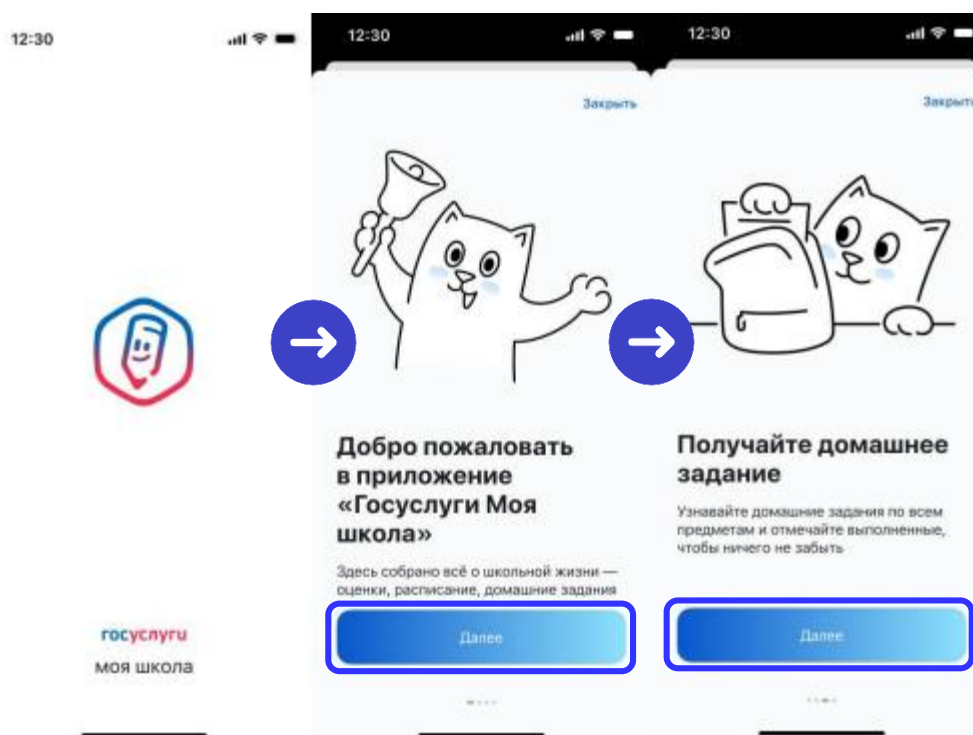 12:30
госуслуги
моя школа
12:30
Закрыть
Добро пожаловать
в приложение
«Госуслуги Моя
школа»
Здесь собрано всё о школьной жизни —
оценки, расписание, домашние задания
Далее
12:30
Закрыть
Получайте домашнее
задание
Узнавайте домашние задания по всем
предметам и отмечайте выполненные,
чтобы ничего не забыть
Далее